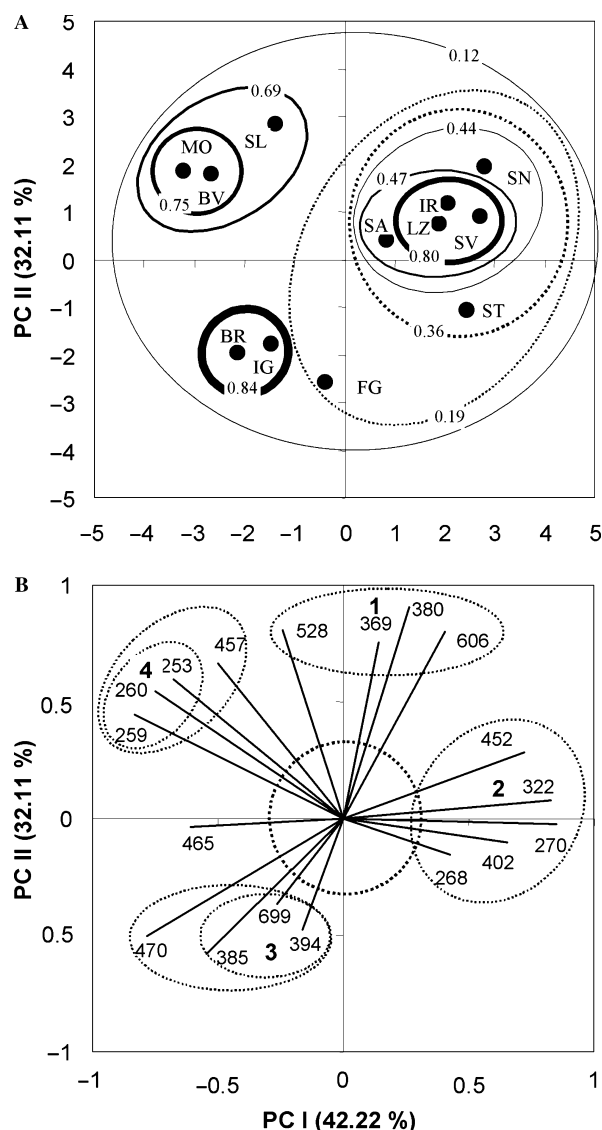 A
5
4
3
2
1
0
−1
−2
−3
−4
−5
PC II (32.11 %)
0.12
0.69
0.44
MO
SL
BV
0.75
0.47
SN
IR
SA
LZ
SV
0.80
ST
0.36
BR
IG
0.84
FG
0.19
−5 −4 −3 −2 −1 0 1 2 3 4 5
B
1
0.5
0
0.5
−1
PC II (32.11 %)
1
380
528
369
606
457
4
253
260
259
452
322
2
270
402
268
465
699
394
470
385
3
−1 −0.5 0 0.5 1
PC I (42.22 %)